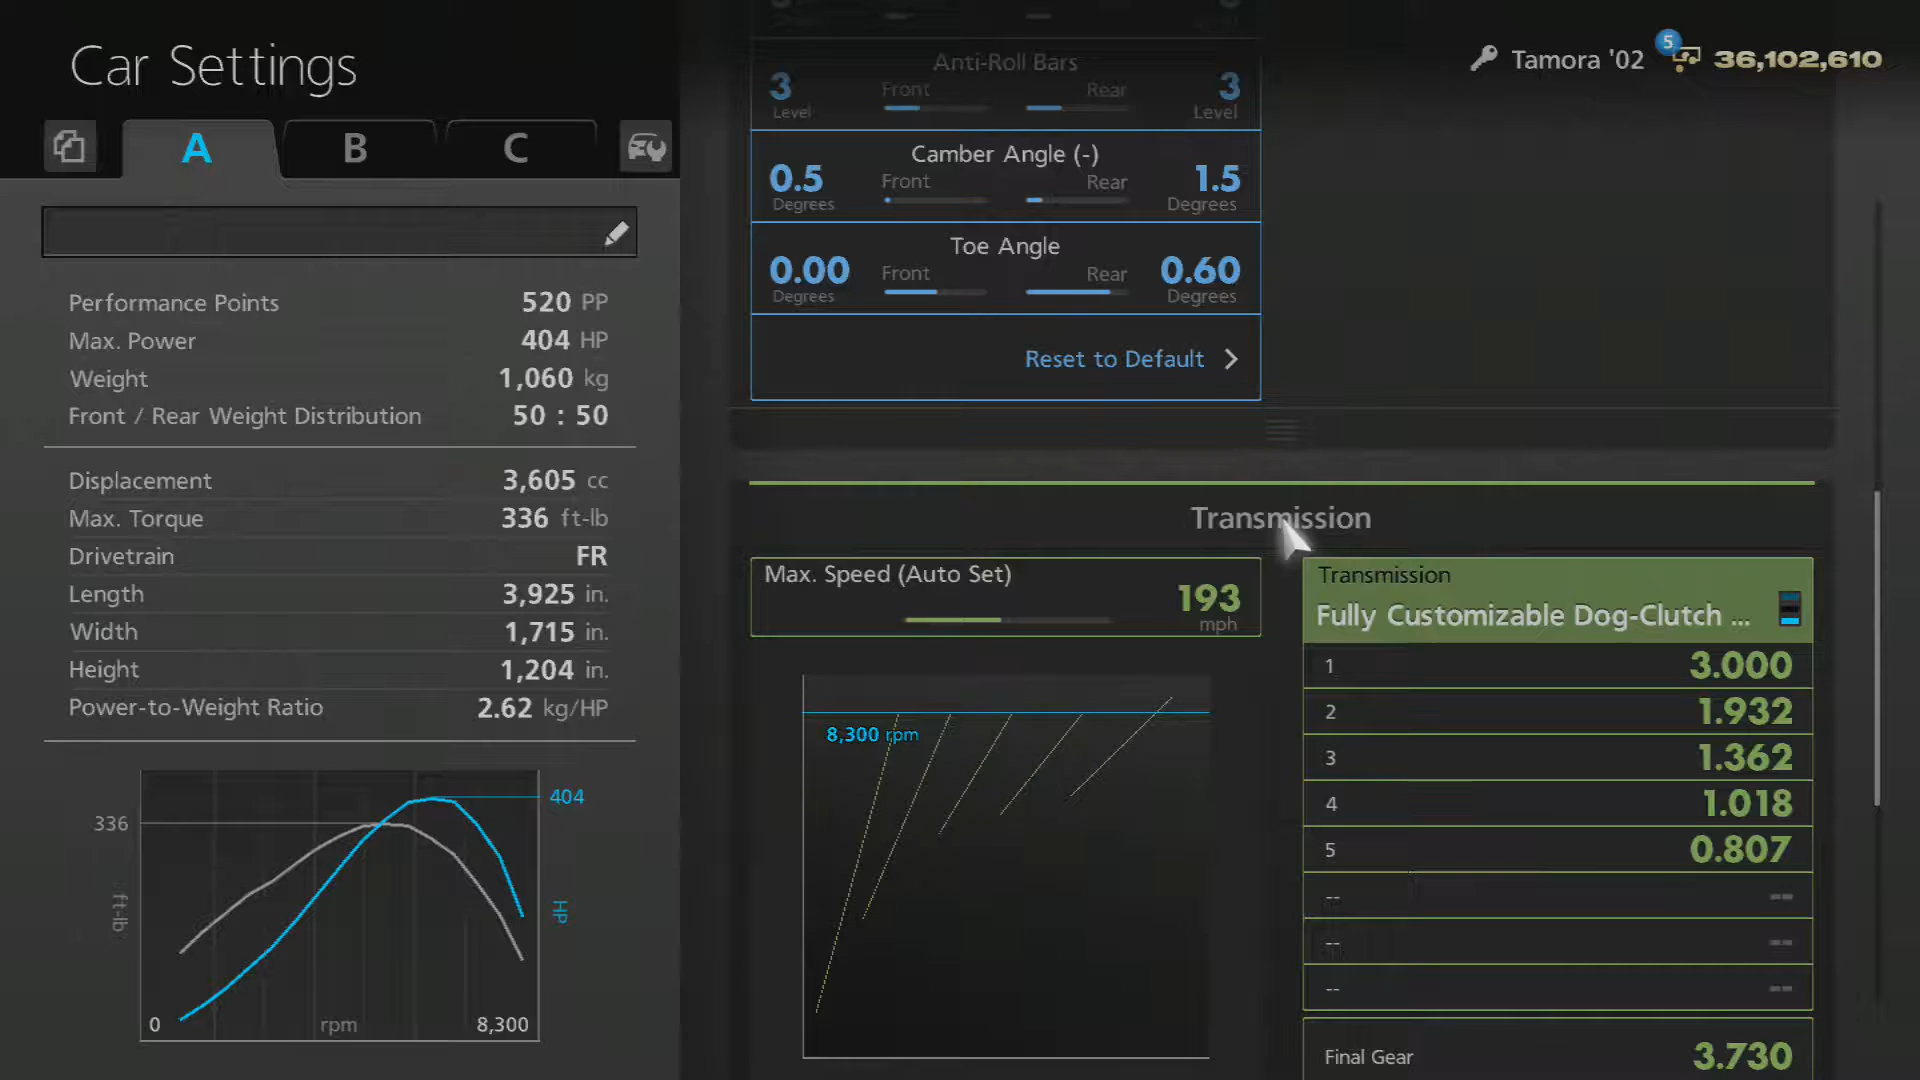 Car Settings
Tamora '02
5
36,102,610
A
B
C
Performance Points 520 PP
Max. Power 404 HP
Weight 1,060 kg
Front / Rear Weight Distribution 50 : 50
Displacement 3,605 cc
Max. Torque 336 ft-lb
Drivetrain FR
Length 3,925 in.
Width 1,715 in.
Height 1,204 in.
Power-to-Weight Ratio 2.62 kg/HP
404
336
ft-lb
HP
0 rpm 8,300
Anti-Roll Bars
3 Front Rear 3
Level Level
Camber Angle (-)
0.5 Front Rear 1.5
Degrees Degrees
Toe Angle
0.00 Front Rear 0.60
Degrees Degrees
Reset to Default
Transmission
Max. Speed (Auto Set)
193
mph
8,300 rpm
Transmission
Fully Customizable Dog-Clutch ...
1 3.000
2 1.932
3 1.362
4 1.018
5 0.807
-- --
-- --
-- --
Final Gear 3.730